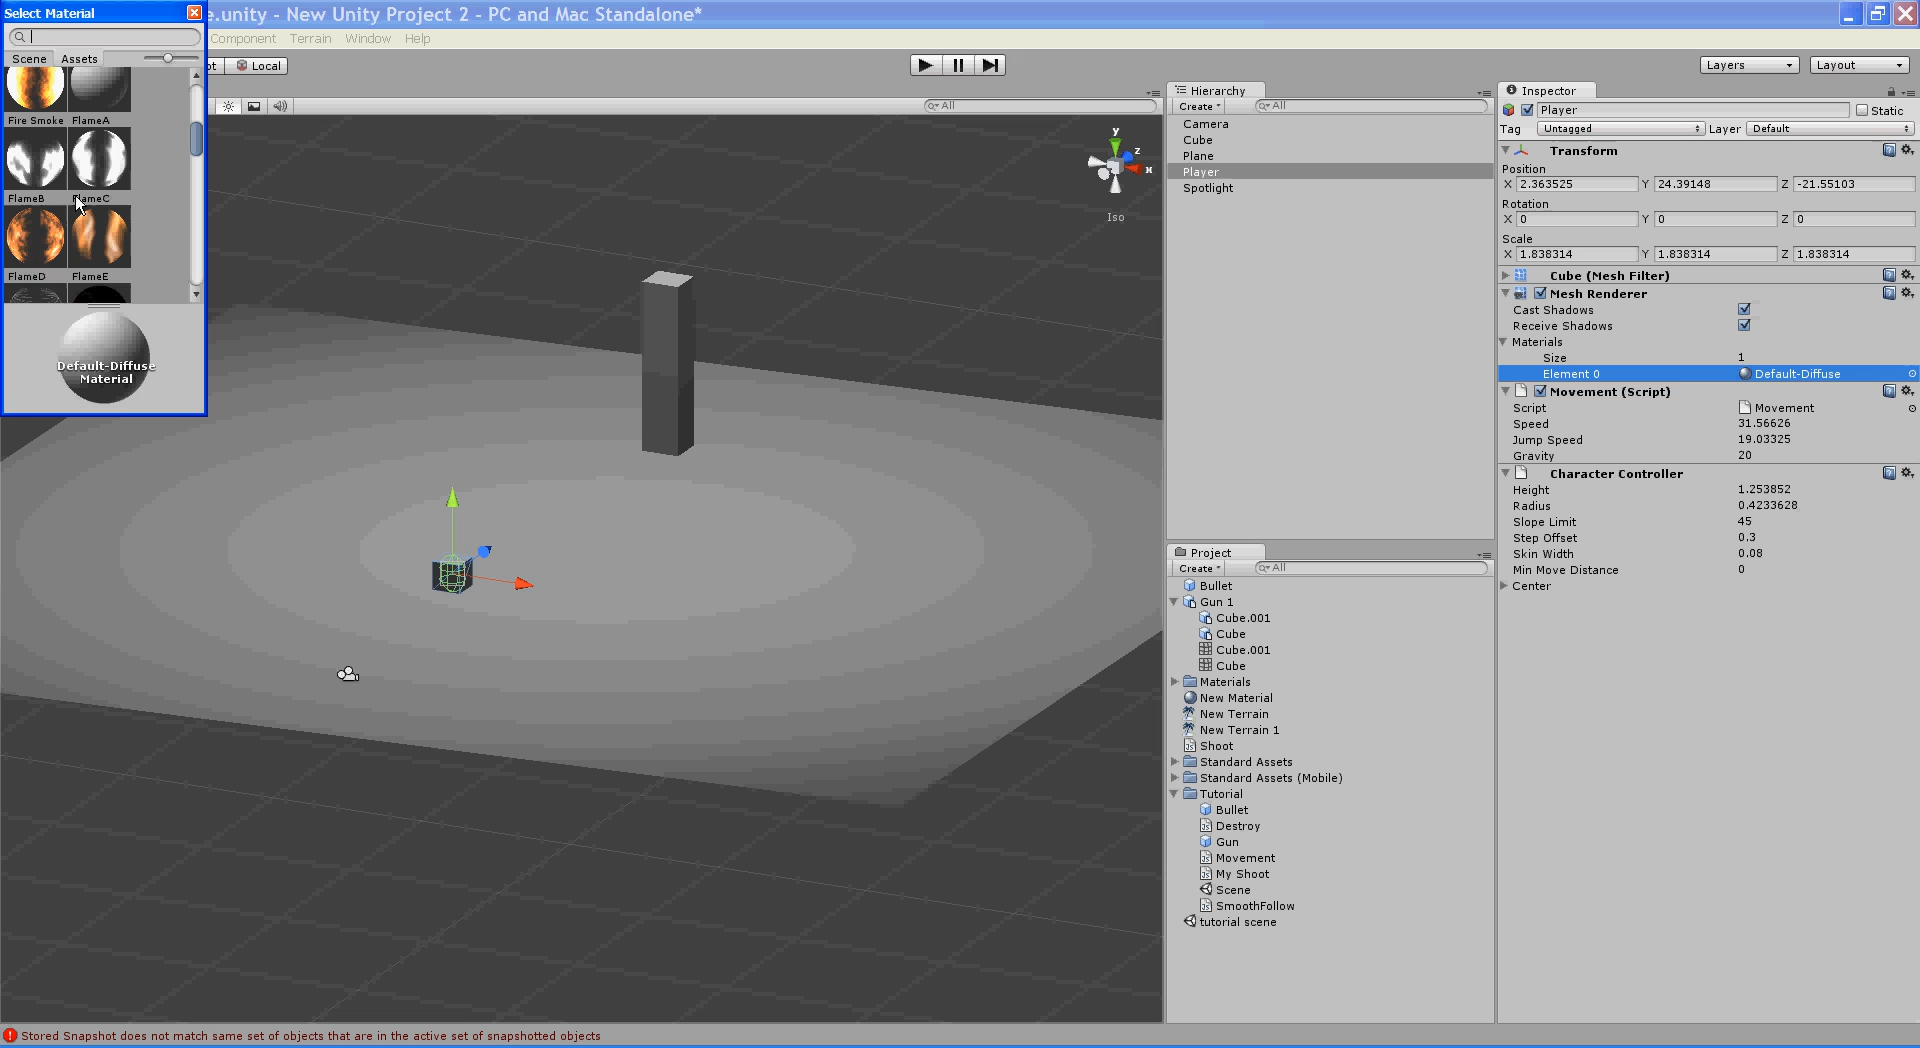 Select Material
e.unity - New Unity Project 2 - PC and Mac Standalone*
Component Terrain Window Help
Scene Assets
ot Local
Layers Layout
Fire Smoke FlameA
FlameB FlameC
FlameD FlameE
Default-Diffuse
Material
All
y
z
x
Iso
Hierarchy
Create All
Camera
Cube
Plane
Player
Spotlight
Project
Create All
Bullet
Gun 1
Cube.001
Cube
Cube.001
Cube
Materials
New Material
New Terrain
New Terrain 1
Shoot
Standard Assets
Standard Assets (Mobile)
Tutorial
Bullet
Destroy
Gun
Movement
My Shoot
Scene
SmoothFollow
tutorial scene
Inspector
Player Static
Tag Untagged Layer Default
Transform
Position
X 2.363525 Y 24.39148 Z -21.55103
Rotation
X 0 Y 0 Z 0
Scale
X 1.838314 Y 1.838314 Z 1.838314
Cube (Mesh Filter)
Mesh Renderer
Cast Shadows
Receive Shadows
Materials
Size 1
Element 0 Default-Diffuse
Movement (Script)
Script Movement
Speed 31.56626
Jump Speed 19.03325
Gravity 20
Character Controller
Height 1.253852
Radius 0.4233628
Slope Limit 45
Step Offset 0.3
Skin Width 0.08
Min Move Distance 0
Center
Stored Snapshot does not match same set of objects that are in the active set of snapshotted objects